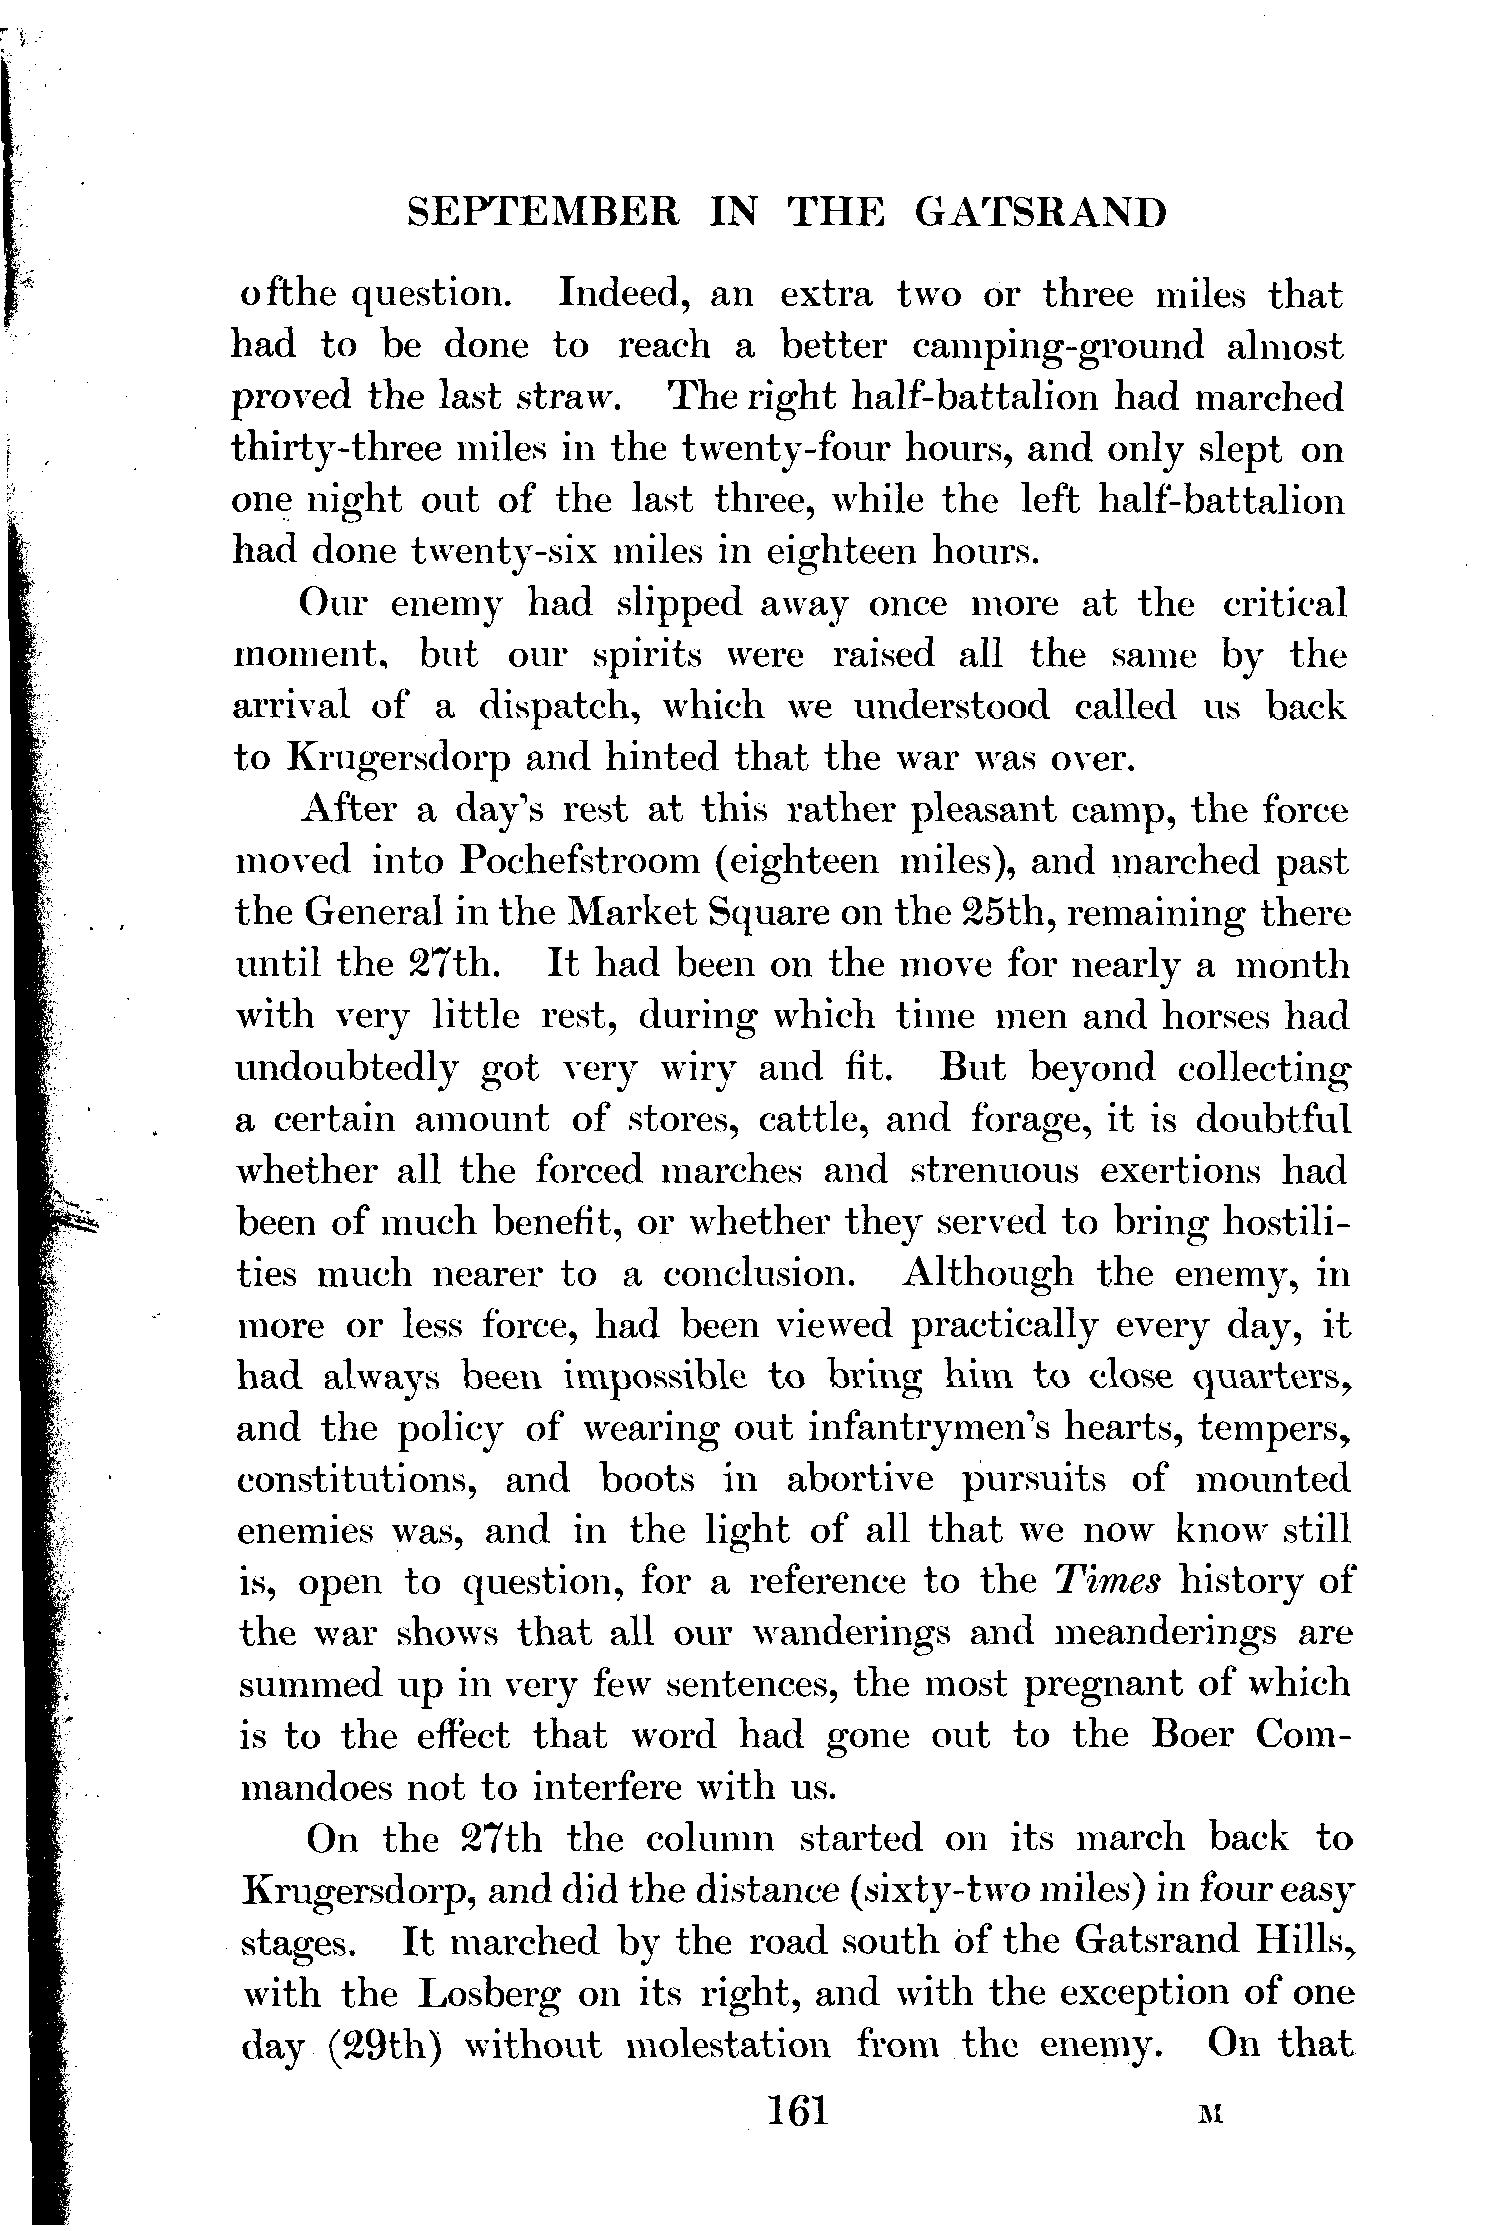 SEPTEMBER IN THE GATSRAND
ofthe question. Indeed, an extra two or three miles that
had to be done to reach a better camping-ground almost
proved the last straw. The right half-battalion had marched
thirty-three miles in the twenty-four hours, and only slept on
one night out of the last three, while the left half-battalion
had done twenty-six miles in eighteen hours.
Our enemy had slipped away once more at the critical
moment, but our spirits were raised all the same by the
arrival of a dispatch, which we understood called us back
to Krugersdorp and hinted that the war was over.
After a day's rest at this rather pleasant camp, the force
moved into Pochefstroom (eighteen miles), and marched past
the General in the Market Square on the 25th, remaining there
until the 27th. It had been on the move for nearly a month
with very little rest, during which time men and horses had
undoubtedly got very wiry and fit. But beyond collecting
a certain amount of stores, cattle, and forage, it is doubtful
whether all the forced marches and strenuous exertions had
been of much benefit, or whether they served to bring hostili-
ties much nearer to a conclusion. Although the enemy, in
more or less force, had been viewed practically every day, it
had always been impossible to bring him to close quarters,
and the policy of wearing out infantrymen's hearts, tempers,
constitutions, and boots in abortive pursuits of mounted
enemies was, and in the light of all that we now know still
is, open to question, for a reference to the Times history of
the war shows that all our wanderings and meanderings are
summed up in very few sentences, the most pregnant of which
is to the effect that word had gone out to the Boer Com-
mandoes not to interfere with us.
On the 27th the column started on its march back to
Krugersdorp, and did the distance (sixty-two miles) in four easy
stages. It marched by the road south of the Gatsrand Hills,
with the Losberg on its right, and with the exception of one
day (29th) without molestation from the enemy. On that
161 M